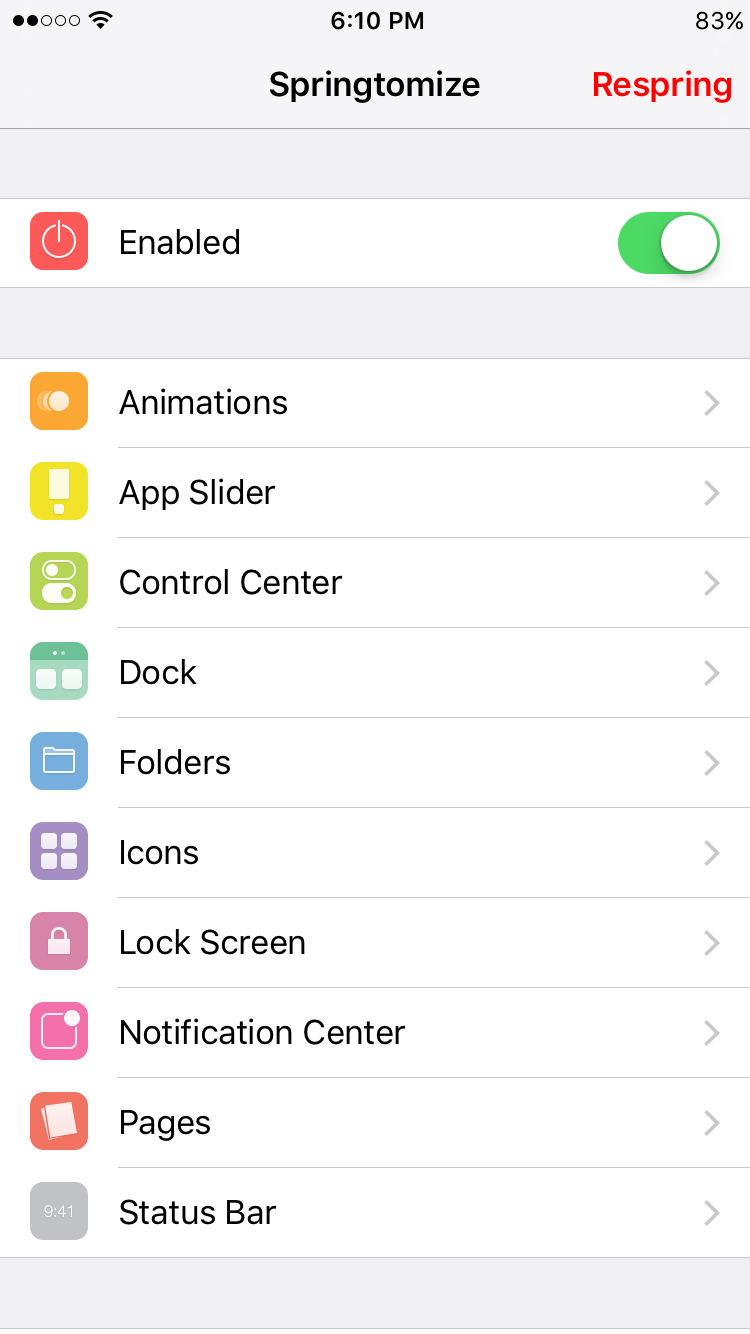 6:10 PM 83%
Springtomize Respring
Enabled
Animations
App Slider
Control Center
Dock
Folders
Icons
Lock Screen
Notification Center
Pages
9:41 Status Bar